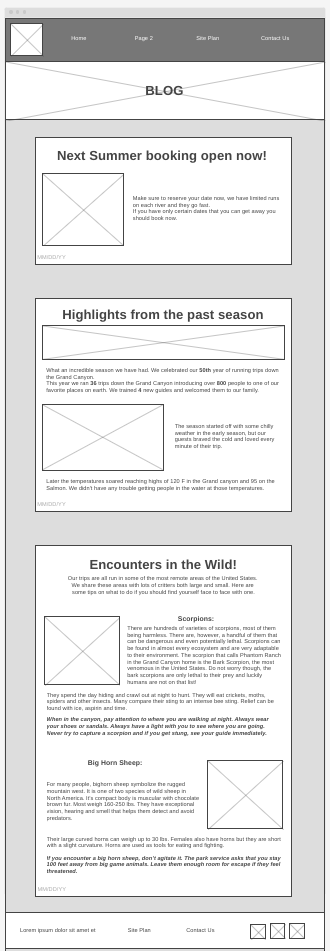 Home Page 2 Site Plan Contact Us
BLOG
Next Summer booking open now!
Make sure to reserve your date now, we have limited runs
on each river and they go fast.
If you have only certain dates that you can get away you
should book now.
MM/DD/YY
Highlights from the past season
What an incredible season we have had. We celebrated our 50th year of running trips down
the Grand Canyon.
This year we ran 36 trips down the Grand Canyon introducing over 800 people to one of our
favorite places on earth. We trained 4 new guides and welcomed them to our family.
The season started off with some chilly
weather in the early season, but our
guests braved the cold and loved every
minute of their trip.
Later the temperatures soared reaching highs of 120 F in the Grand canyon and 95 on the
Salmon. We didn't have any trouble getting people in the water at those temperatures.
MM/DD/YY
Encounters in the Wild!
Our trips are all run in some of the most remote areas of the United States.
We share these areas with lots of critters both large and small. Here are
some tips on what to do if you should find yourself face to face with one.
Scorpions:
There are hundreds of varieties of scorpions, most of them
being harmless. There are, however, a handful of them that
can be dangerous and even potentially lethal. Scorpions can
be found in almost every ecosystem and are very adaptable
to their environment. The scorpion that calls Phantom Ranch
in the Grand Canyon home is the Bark Scorpion, the most
venomous in the United States. Do not worry though, the
bark scorpions are only lethal to their prey and luckily
humans are not on that list!
They spend the day hiding and crawl out at night to hunt. They will eat crickets, moths,
spiders and other insects. Many compare their sting to an intense bee sting. Relief can be
found with ice, aspirin and time.
When in the canyon, pay attention to where you are walking at night. Always wear
your shoes or sandals. Always have a light with you to see where you are going.
Never try to capture a scorpion and if you get stung, see your guide immediately.
Big Horn Sheep:
For many people, bighorn sheep symbolize the rugged
mountain west. It is one of two species of wild sheep in
North America. It's compact body is muscular with chocolate
brown fur. Most weigh 160-250 lbs. They have exceptional
vision, hearing and smell that helps them detect and avoid
predators.
Their large curved horns can weigh up to 30 lbs. Females also have horns but they are short
with a slight curvature. Horns are used as tools for eating and fighting.
If you encounter a big horn sheep, don't agitate it. The park service asks that you stay
100 feet away from big game animals. Leave them enough room for escape if they feel
threatened.
MM/DD/YY
Lorem ipsum dolor sit amet et Site Plan Contact Us